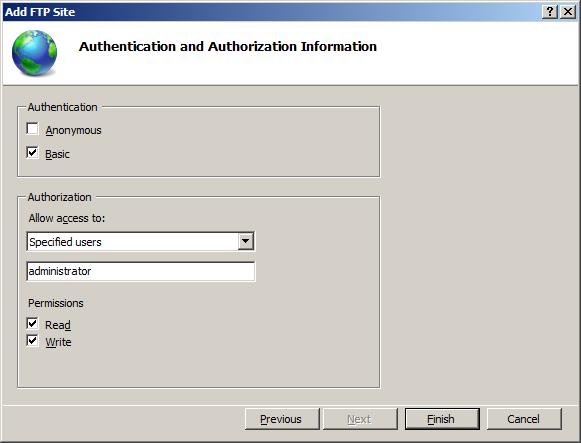 Add FTP Site
Authentication and Authorization Information
Authentication
Anonymous
Basic
Authorization
Allow access to:
Specified users
administrator
Permissions
Read
Write
Previous Next Finish Cancel